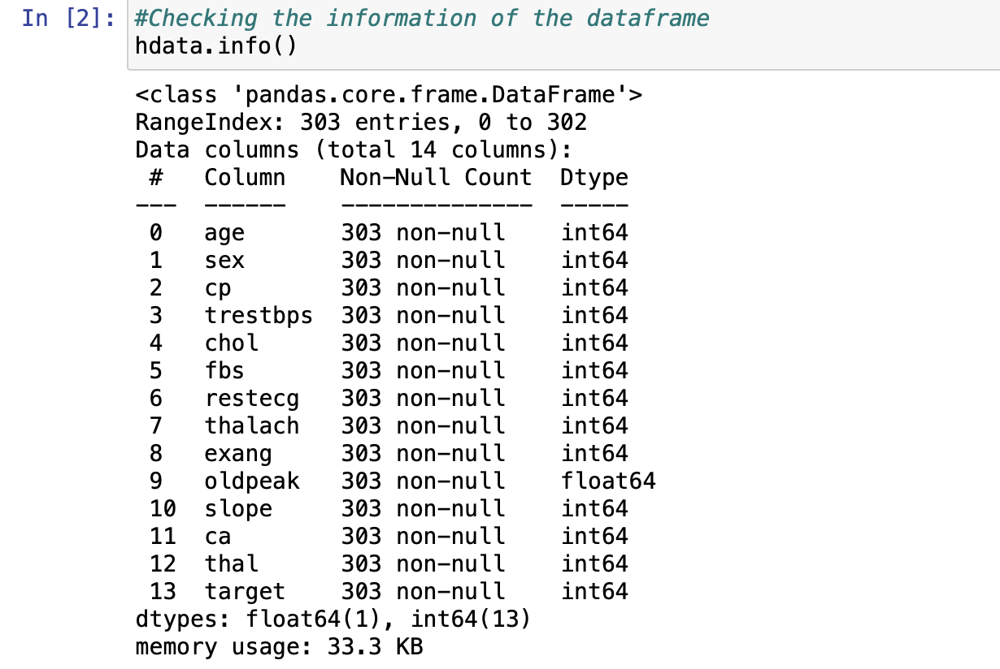 In [2]: #Checking the information of the dataframe
hdata.info()
<class 'pandas.core.frame.DataFrame'>
RangeIndex: 303 entries, 0 to 302
Data columns (total 14 columns):
 #   Column    Non-Null Count  Dtype
---  ------    --------------  -----
 0   age       303 non-null    int64
 1   sex       303 non-null    int64
 2   cp        303 non-null    int64
 3   trestbps  303 non-null    int64
 4   chol      303 non-null    int64
 5   fbs       303 non-null    int64
 6   restecg   303 non-null    int64
 7   thalach   303 non-null    int64
 8   exang     303 non-null    int64
 9   oldpeak   303 non-null    float64
 10  slope     303 non-null    int64
 11  ca        303 non-null    int64
 12  thal      303 non-null    int64
 13  target    303 non-null    int64
dtypes: float64(1), int64(13)
memory usage: 33.3 KB